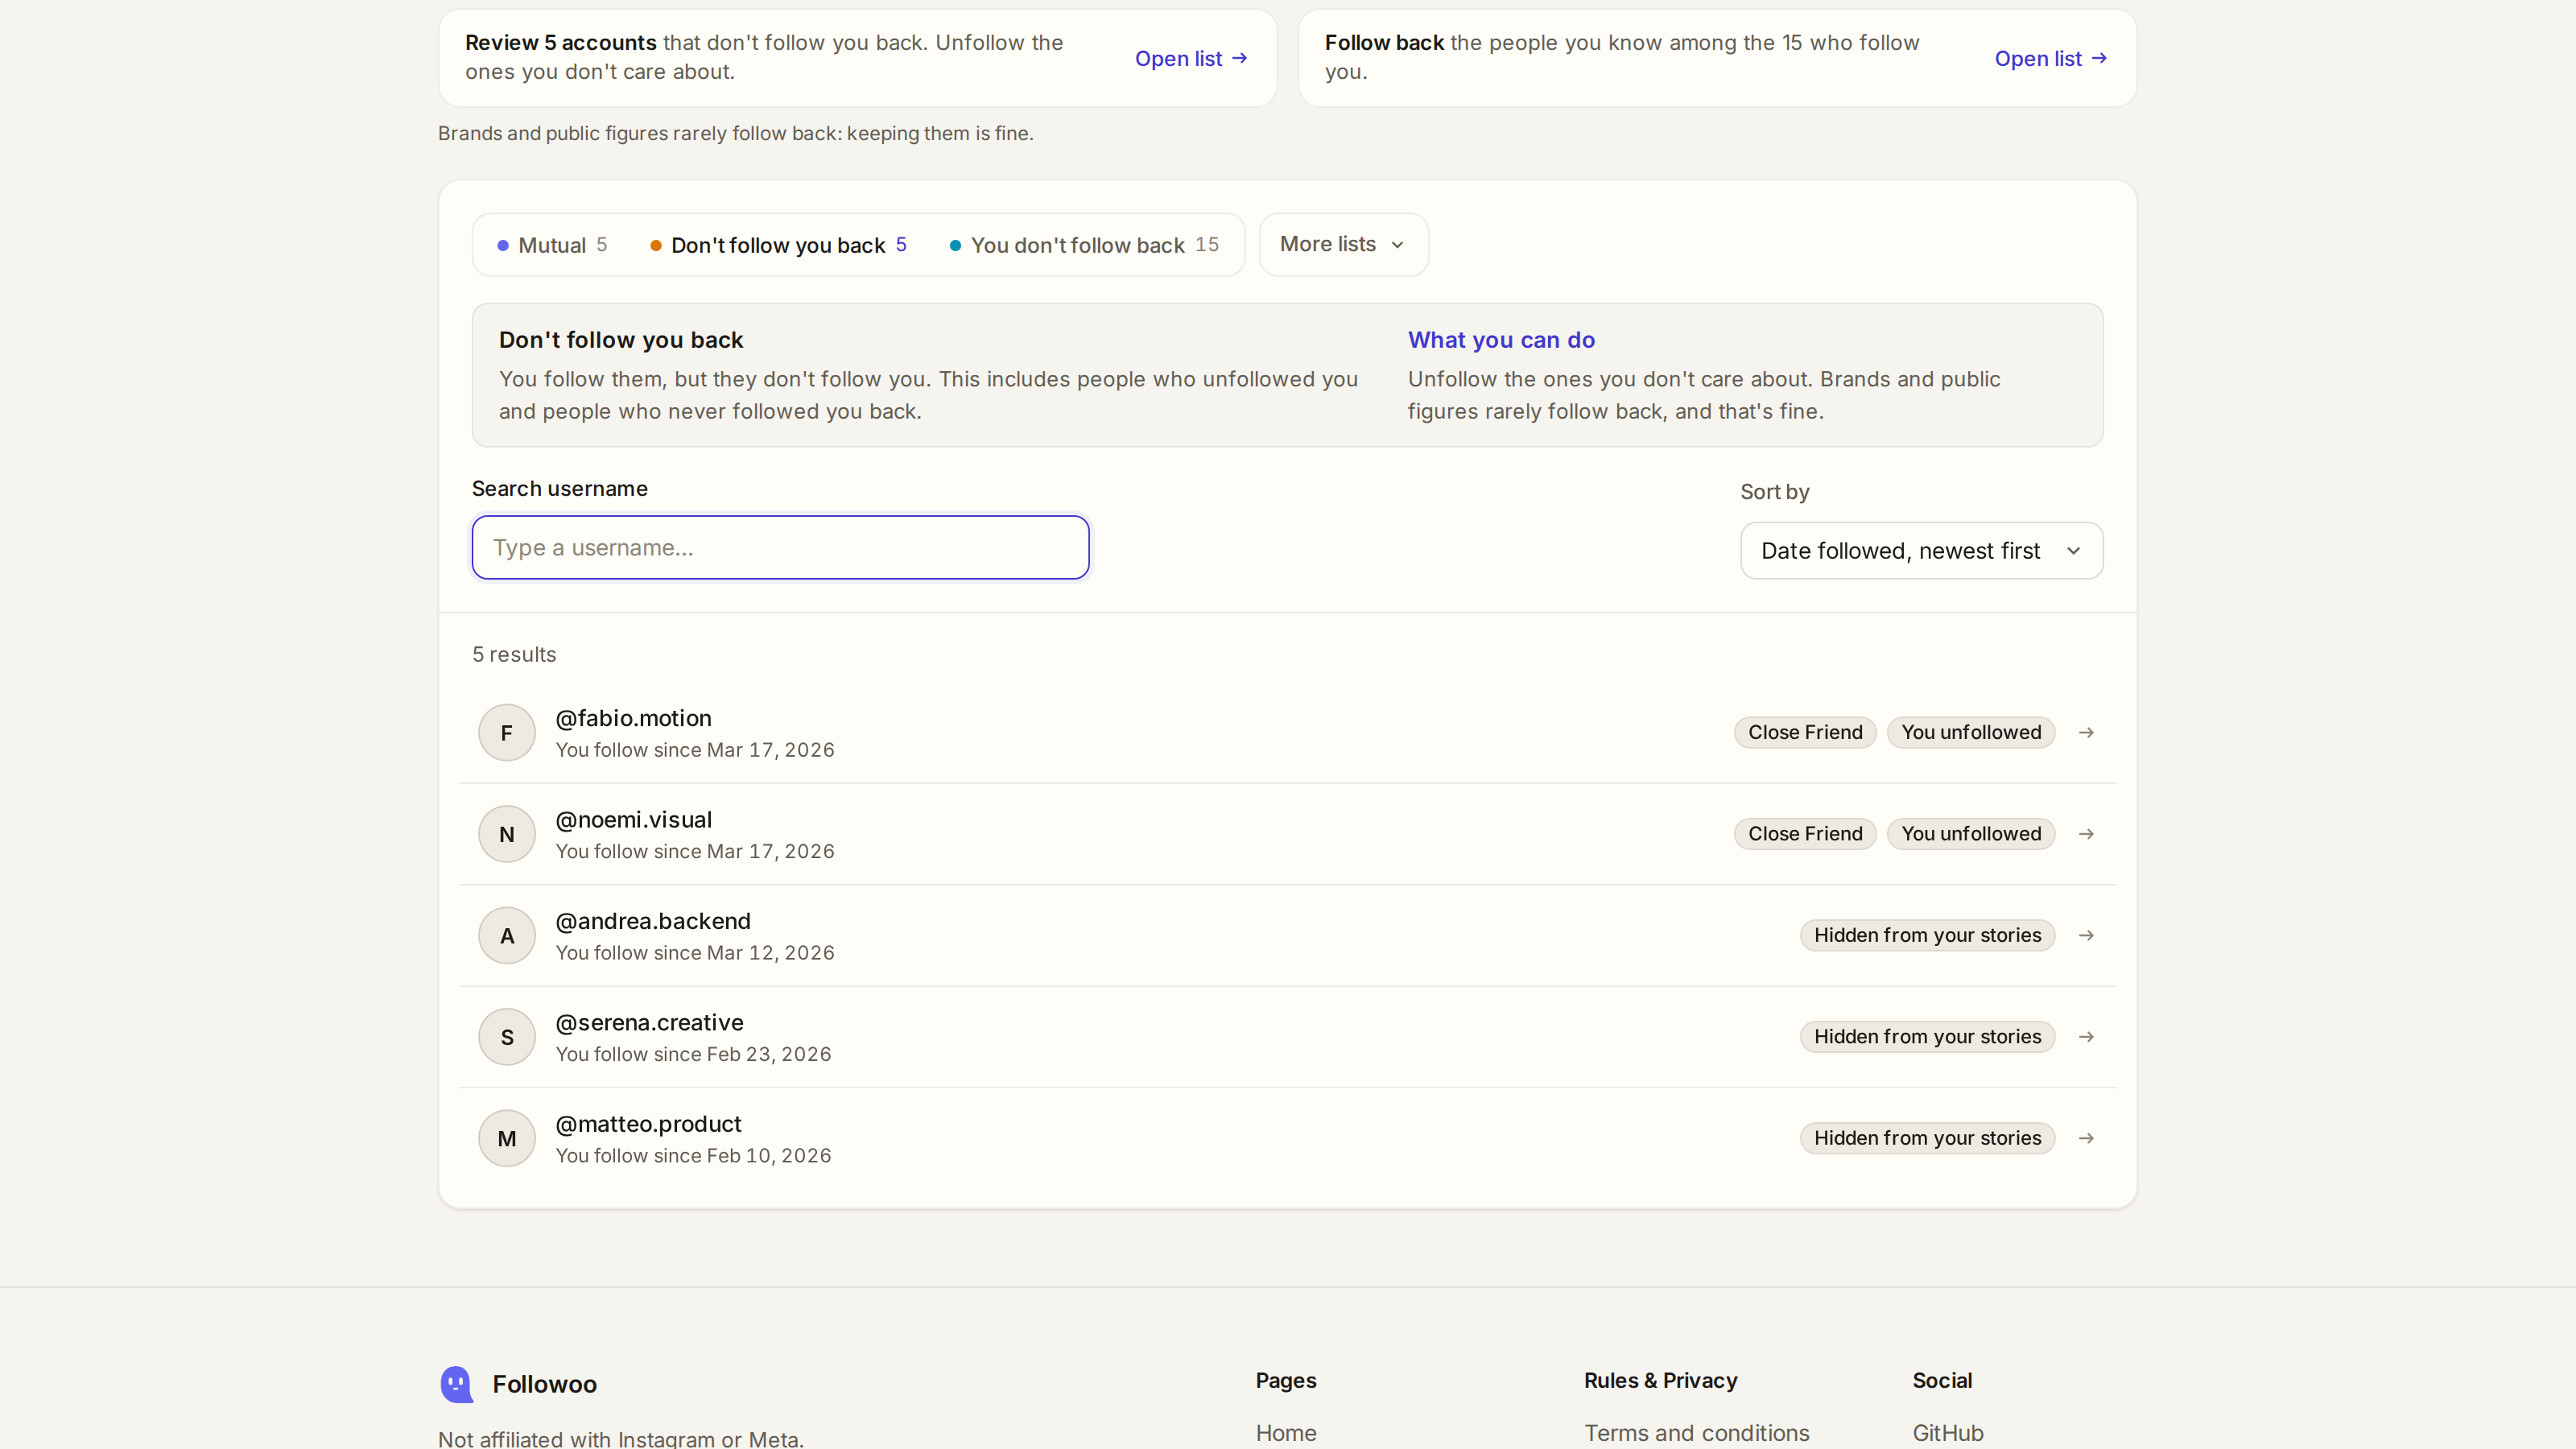 Review 5 accounts that don't follow you back. Unfollow the
ones you don't care about.
Open list →
Follow back the people you know among the 15 who follow
you.
Open list →
Brands and public figures rarely follow back: keeping them is fine.
Mutual 5
Don't follow you back 5
You don't follow back 15
More lists
Don't follow you back
You follow them, but they don't follow you. This includes people who unfollowed you
and people who never followed you back.
What you can do
Unfollow the ones you don't care about. Brands and public
figures rarely follow back, and that's fine.
Search username
Type a username...
Sort by
Date followed, newest first
5 results
F
@fabio.motion
You follow since Mar 17, 2026
Close Friend
You unfollowed
→
N
@noemi.visual
You follow since Mar 17, 2026
Close Friend
You unfollowed
→
A
@andrea.backend
You follow since Mar 12, 2026
Hidden from your stories
→
S
@serena.creative
You follow since Feb 23, 2026
Hidden from your stories
→
M
@matteo.product
You follow since Feb 10, 2026
Hidden from your stories
→
Followoo
Not affiliated with Instagram or Meta.
Pages
Home
Rules & Privacy
Terms and conditions
Social
GitHub